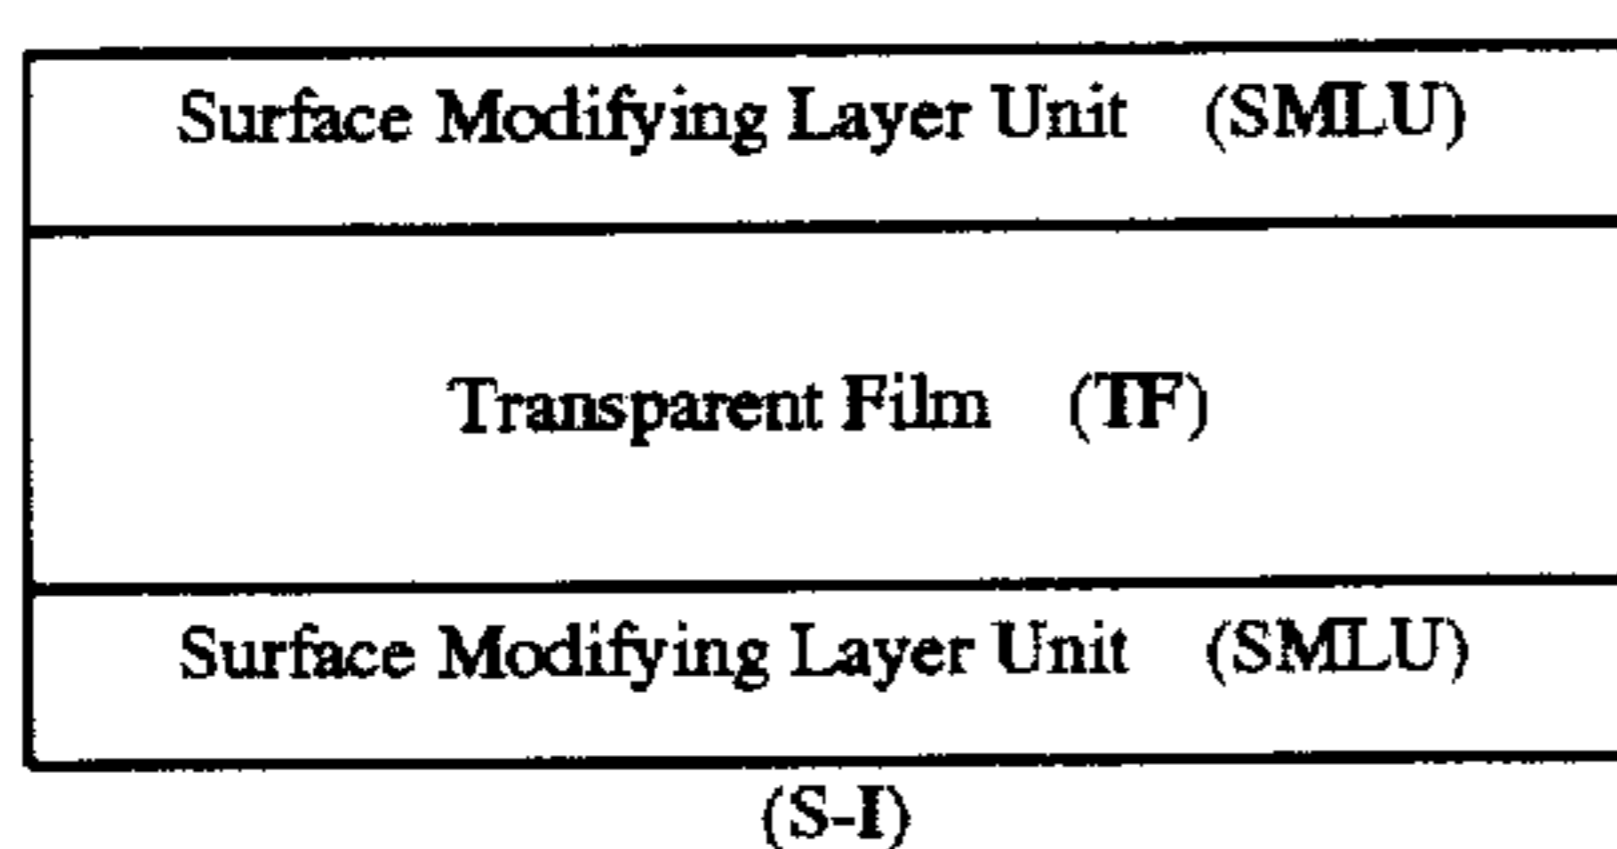 Surface Modifying Layer Unit (SMLU)
Transparent Film (TF)
Surface Modifying Layer Unit (SMLU)
(S-I)